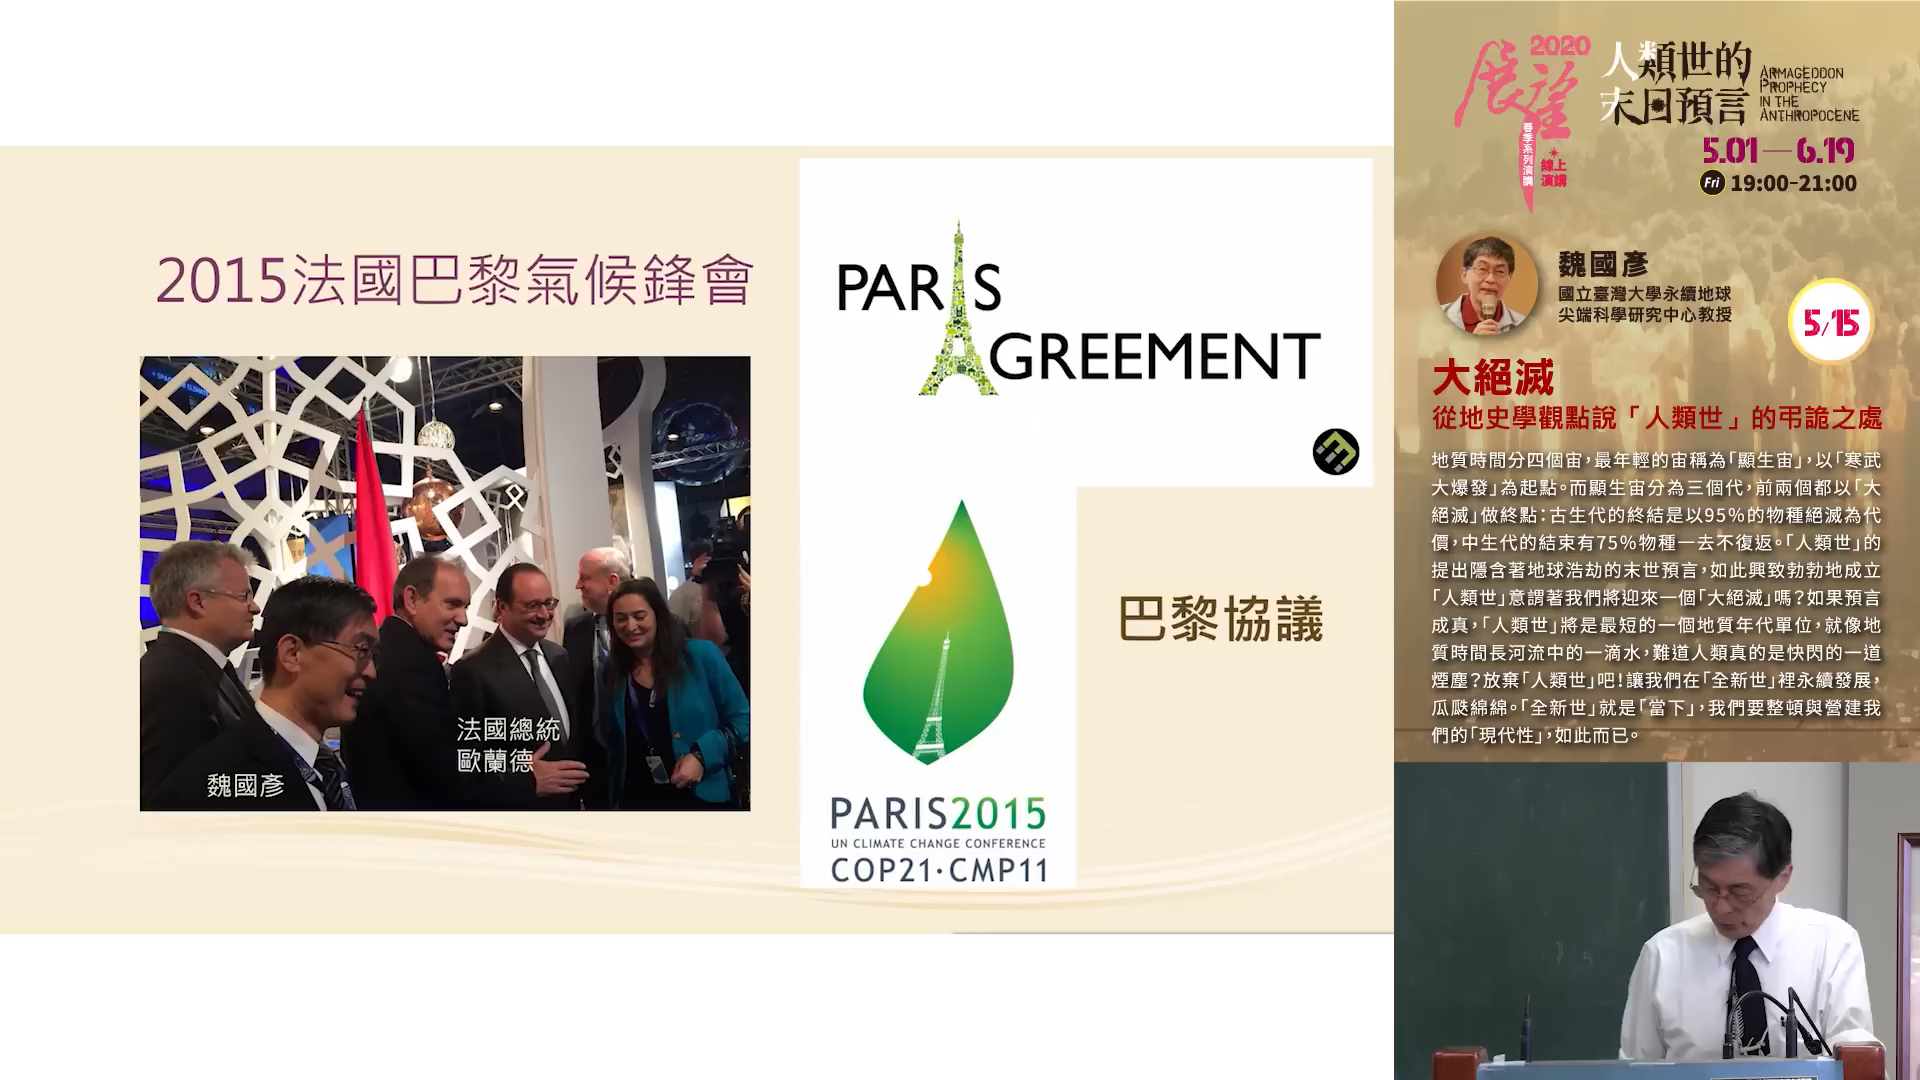 2015法國巴黎氣候鋒會
法國總統
歐蘭德
魏國彥
PARIS
AGREEMENT
PARIS2015
UN CLIMATE CHANGE CONFERENCE
COP21·CMP11
巴黎協議
2020
展望
春季系列演講
線上
演講
人類世的
末日預言
ARMAGEDDON
PROPHECY
IN THE
ANTHROPOCENE
5.01—6.19
Fri 19:00-21:00
魏國彥
國立臺灣大學永續地球
尖端科學研究中心教授
5/15
大絕滅
從地史學觀點說「人類世」的弔詭之處
地質時間分四個宙，最年輕的宙稱為「顯生宙」，以「寒武
大爆發」為起點。而顯生宙分為三個代，前兩個都以「大
絕滅」做終點：古生代的終結是以95%的物種絕滅為代
價，中生代的結束有75%物種一去不復返。「人類世」的
提出隱含著地球浩劫的末世預言，如此興致勃勃地成立
「人類世」意謂著我們將迎來一個「大絕滅」嗎？如果預言
成真，「人類世」將是最短的一個地質年代單位，就像地
質時間長河流中的一滴水，難道人類真的是快閃的一道
煙塵？放棄「人類世」吧！讓我們在「全新世」裡永續發展，
瓜瓞綿綿。「全新世」就是「當下」，我們要整頓與營建我
們的「現代性」，如此而已。